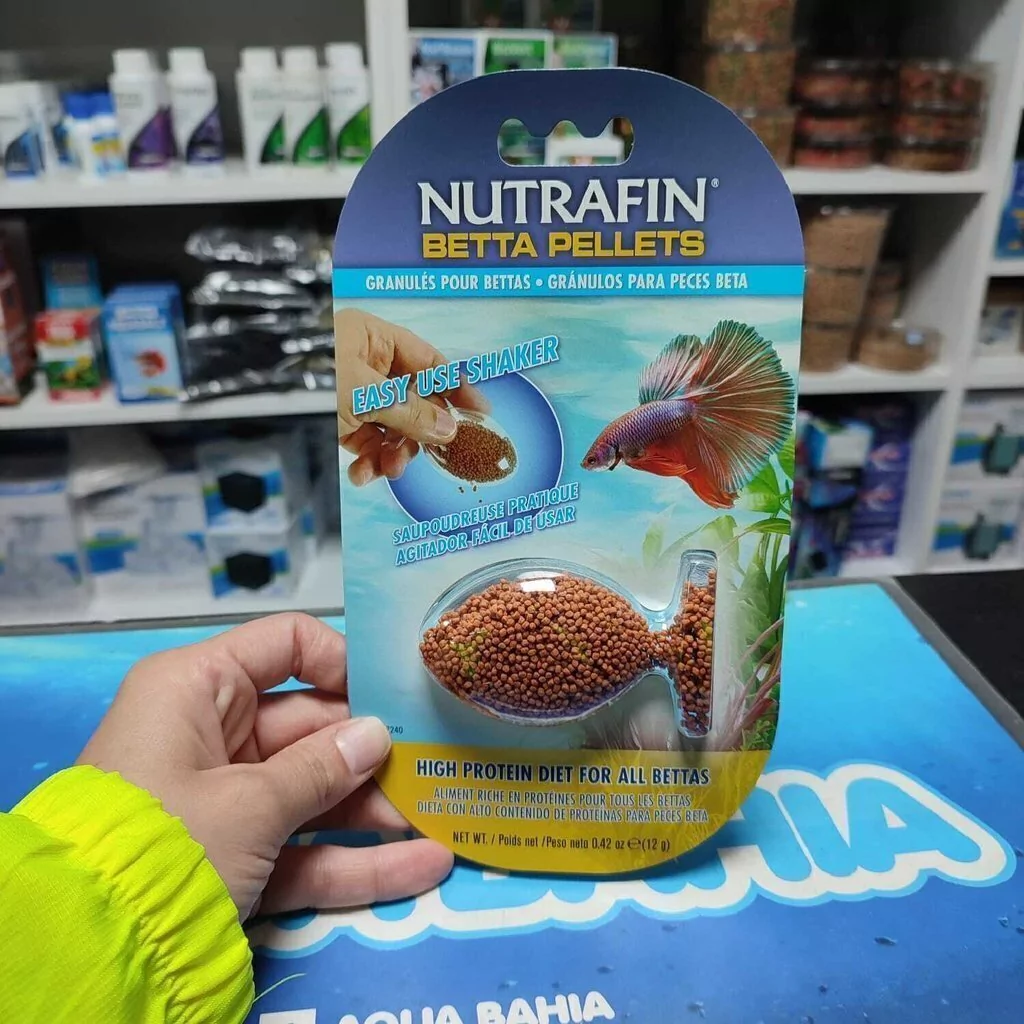 NUTRAFIN®
BETTA PELLETS
GRANULÉS POUR BETTAS • GRÁNULOS PARA PECES BETA
EASY USE SHAKER
SAUPOUDREUSE PRATIQUE
AGITADOR FÁCIL DE USAR
HIGH PROTEIN DIET FOR ALL BETTAS
ALIMENT RICHE EN PROTÉINES POUR TOUS LES BETTAS
DIETA CON ALTO CONTENIDO DE PROTEÍNAS PARA PECES BETA
NET WT. / Poids net / Peso neto 0.42 oz ℮ (12 g)
AQUA BAHIA